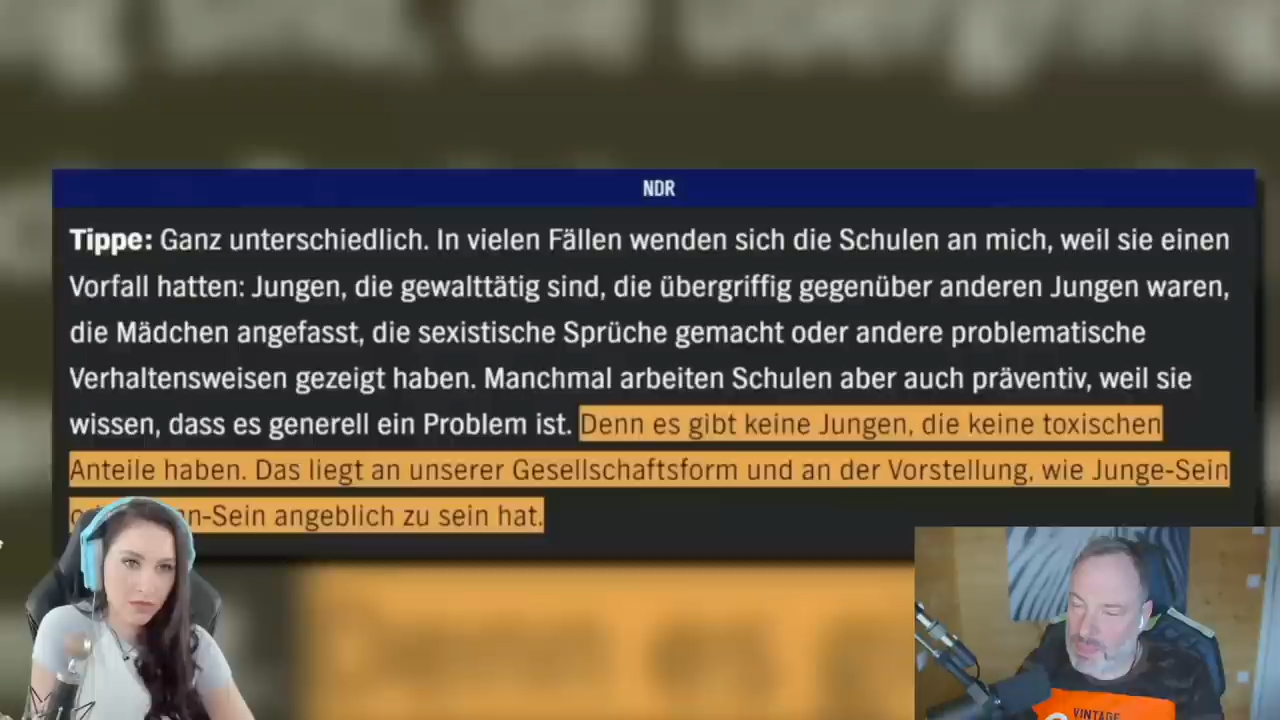 NDR
Tippe: Ganz unterschiedlich. In vielen Fällen wenden sich die Schulen an mich, weil sie einen
Vorfall hatten: Jungen, die gewalttätig sind, die übergriffig gegenüber anderen Jungen waren,
die Mädchen angefasst, die sexistische Sprüche gemacht oder andere problematische
Verhaltensweisen gezeigt haben. Manchmal arbeiten Schulen aber auch präventiv, weil sie
wissen, dass es generell ein Problem ist. Denn es gibt keine Jungen, die keine toxischen
Anteile haben. Das liegt an unserer Gesellschaftsform und an der Vorstellung, wie Junge-Sein
angeblich zu sein hat.
VINTAGE